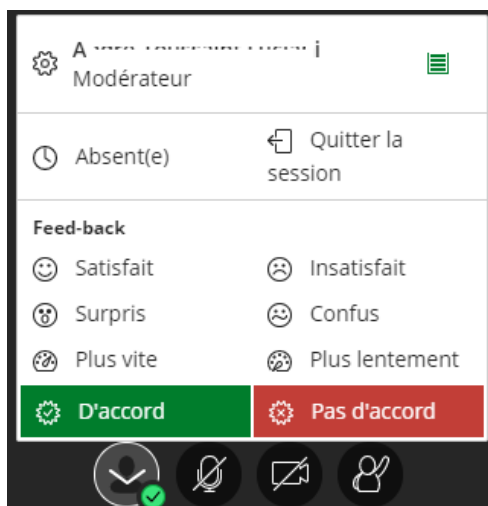 Modérateur
Absent(e)
Quitter la
session
Feed-back
Satisfait
Insatisfait
Surpris
Confus
Plus vite
Plus lentement
D'accord
Pas d'accord